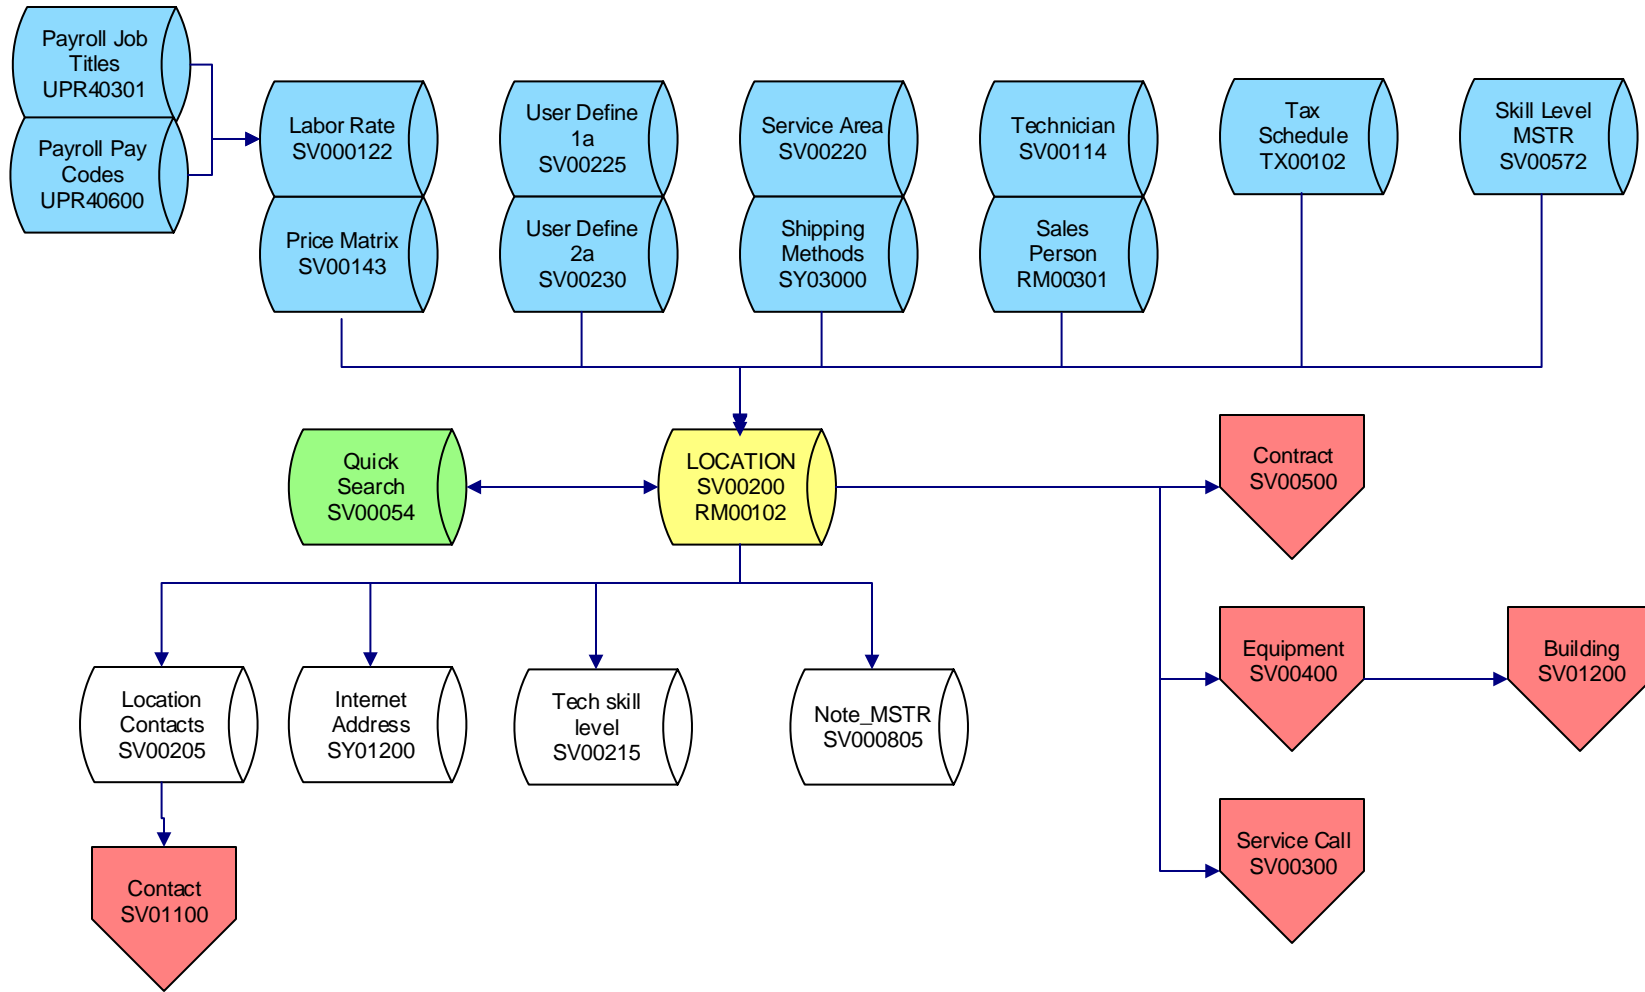 Payroll Job
Titles
UPR40301
Payroll Pay
Codes
UPR40600
Labor Rate
SV000122
Price Matrix
SV00143
User Define
1a
SV00225
User Define
2a
SV00230
Service Area
SV00220
Shipping
Methods
SY03000
Technician
SV00114
Sales
Person
RM00301
Tax
Schedule
TX00102
Skill Level
MSTR
SV00572
Quick
Search
SV00054
LOCATION
SV00200
RM00102
Contract
SV00500
Equipment
SV00400
Building
SV01200
Service Call
SV00300
Location
Contacts
SV00205
Internet
Address
SY01200
Tech skill
level
SV00215
Note_MSTR
SV000805
Contact
SV01100